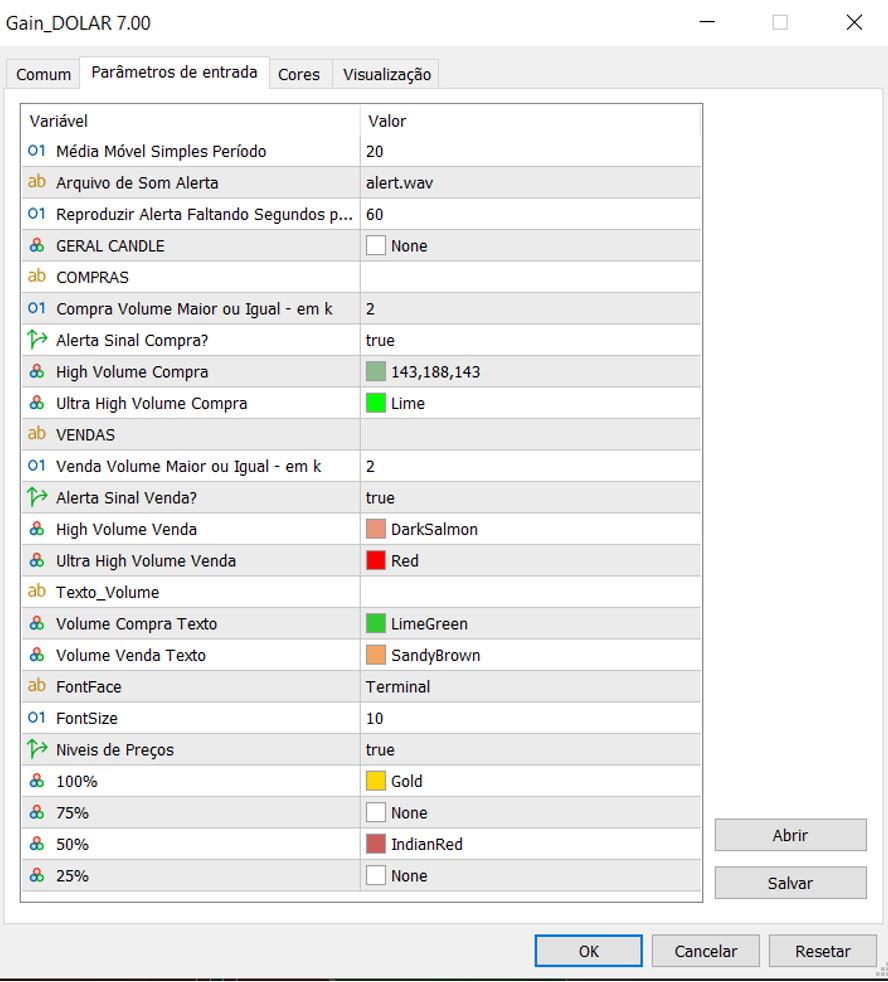 Gain_DOLAR 7.00
Comum Parâmetros de entrada Cores Visualização
Variável Valor
01 Média Móvel Simples Período 20
ab Arquivo de Som Alerta alert.wav
01 Reproduzir Alerta Faltando Segundos p... 60
GERAL CANDLE None
ab COMPRAS
01 Compra Volume Maior ou Igual - em k 2
Alerta Sinal Compra? true
High Volume Compra 143,188,143
Ultra High Volume Compra Lime
ab VENDAS
01 Venda Volume Maior ou Igual - em k 2
Alerta Sinal Venda? true
High Volume Venda DarkSalmon
Ultra High Volume Venda Red
ab Texto_Volume
Volume Compra Texto LimeGreen
Volume Venda Texto SandyBrown
ab FontFace Terminal
01 FontSize 10
Niveis de Preços true
100% Gold
75% None
50% IndianRed
25% None
Abrir
Salvar
OK Cancelar Resetar